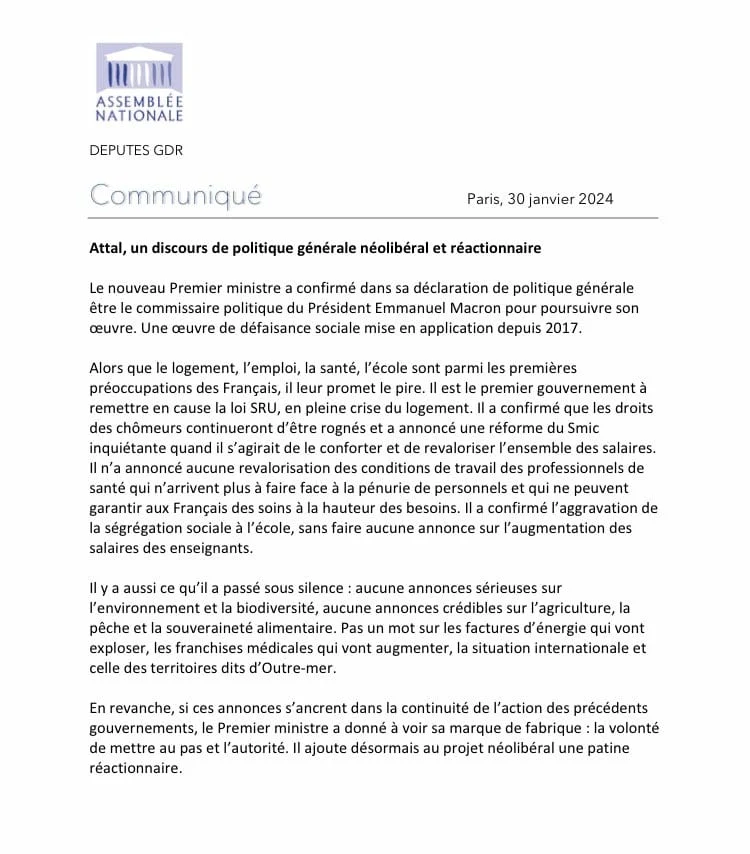 ASSEMBLÉE
NATIONALE
DEPUTES GDR
Communiqué
Paris, 30 janvier 2024
Attal, un discours de politique générale néolibéral et réactionnaire
Le nouveau Premier ministre a confirmé dans sa déclaration de politique générale
être le commissaire politique du Président Emmanuel Macron pour poursuivre son
œuvre. Une œuvre de défaisance sociale mise en application depuis 2017.
Alors que le logement, l’emploi, la santé, l’école sont parmi les premières
préoccupations des Français, il leur promet le pire. Il est le premier gouvernement à
remettre en cause la loi SRU, en pleine crise du logement. Il a confirmé que les droits
des chômeurs continueront d’être rognés et a annoncé une réforme du Smic
inquiétante quand il s’agirait de le conforter et de revaloriser l’ensemble des salaires.
Il n’a annoncé aucune revalorisation des conditions de travail des professionnels de
santé qui n’arrivent plus à faire face à la pénurie de personnels et qui ne peuvent
garantir aux Français des soins à la hauteur des besoins. Il a confirmé l’aggravation de
la ségrégation sociale à l’école, sans faire aucune annonce sur l’augmentation des
salaires des enseignants.
Il y a aussi ce qu’il a passé sous silence : aucune annonces sérieuses sur
l’environnement et la biodiversité, aucune annonces crédibles sur l’agriculture, la
pêche et la souveraineté alimentaire. Pas un mot sur les factures d’énergie qui vont
exploser, les franchises médicales qui vont augmenter, la situation internationale et
celle des territoires dits d’Outre-mer.
En revanche, si ces annonces s’ancrent dans la continuité de l’action des précédents
gouvernements, le Premier ministre a donné à voir sa marque de fabrique : la volonté
de mettre au pas et l’autorité. Il ajoute désormais au projet néolibéral une patine
réactionnaire.